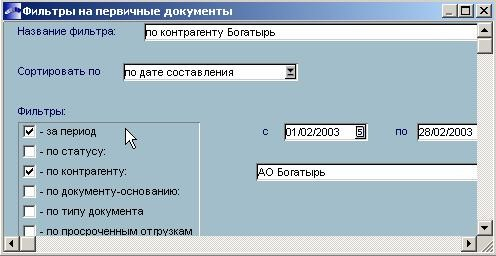 Фильтры на первичные документы
Название фильтра: по контрагенту Богатырь
Сортировать по по дате составления
Фильтры:
- за период с 01/02/2003 5 по 28/02/2003
- по статусу:
- по контрагенту: АО Богатырь
- по документу-основанию:
- по типу документа
- по просроченным отгрузкам